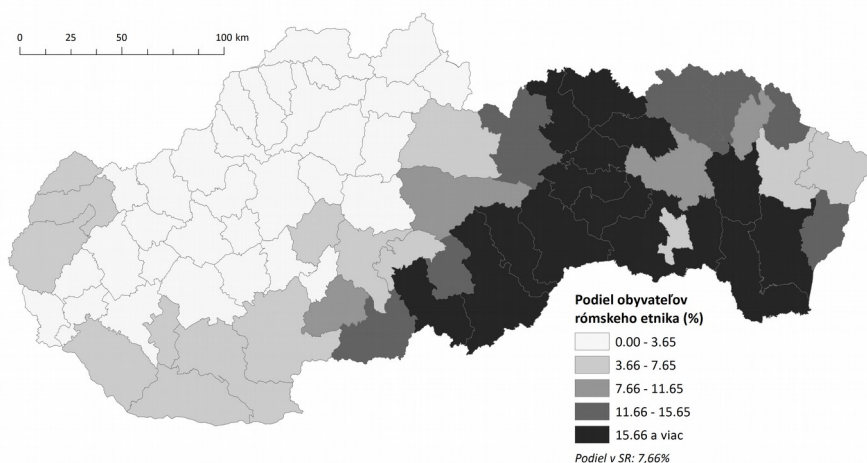 0 25 50 100 km
Podiel obyvateľov
rómskeho etnika (%)
0.00 - 3.65
3.66 - 7.65
7.66 - 11.65
11.66 - 15.65
15.66 a viac
Podiel v SR: 7,66%